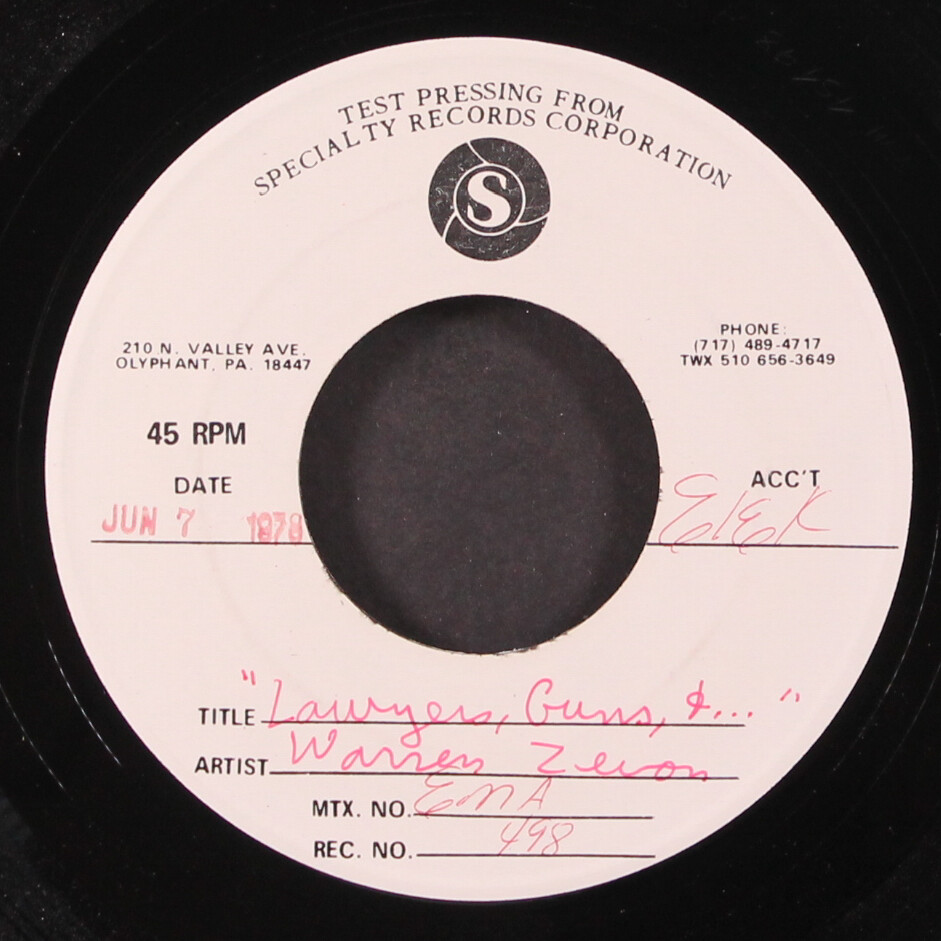 TEST PRESSING FROM
SPECIALTY RECORDS CORPORATION
S
210 N. VALLEY AVE.
OLYPHANT, PA. 18447
PHONE:
(717) 489-4717
TWX 510 656-3649
45 RPM
DATE
JUN 7 1978
ACC'T
ElEK
TITLE "Lawyers, Guns, &..."
ARTIST Warren Zevon
MTX. NO. EMA
REC. NO. 498